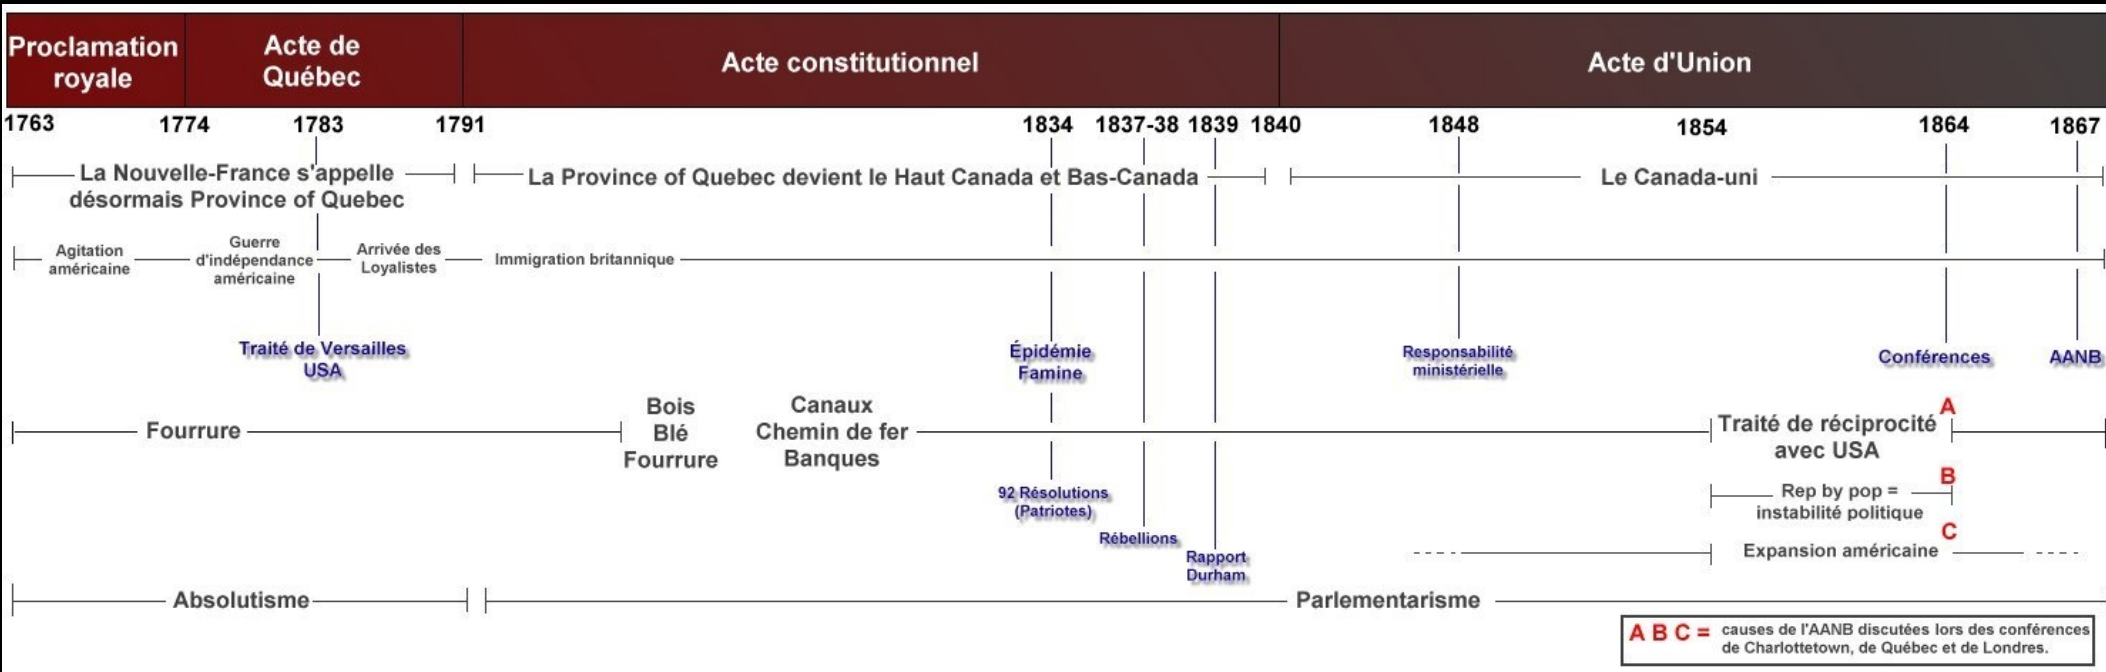 Proclamation
royale
Acte de
Québec
Acte constitutionnel
Acte d'Union
1763 1774 1783 1791 1834 1837-38 1839 1840 1848 1854 1864 1867
La Nouvelle-France s'appelle
désormais Province of Quebec
La Province of Quebec devient le Haut Canada et Bas-Canada
Le Canada-uni
Agitation
américaine
Guerre
d'indépendance
américaine
Arrivée des
Loyalistes
Immigration britannique
Traité de Versailles
USA
Épidémie
Famine
Responsabilité
ministérielle
Conférences
AANB
Fourrure
Bois
Blé
Fourrure
Canaux
Chemin de fer
Banques
A
Traité de réciprocité
avec USA
92 Résolutions
(Patriotes)
Rébellions
Rapport
Durham
B
Rep by pop =
instabilité politique
C
Expansion américaine
Absolutisme
Parlementarisme
A B C = causes de l'AANB discutées lors des conférences
de Charlottetown, de Québec et de Londres.